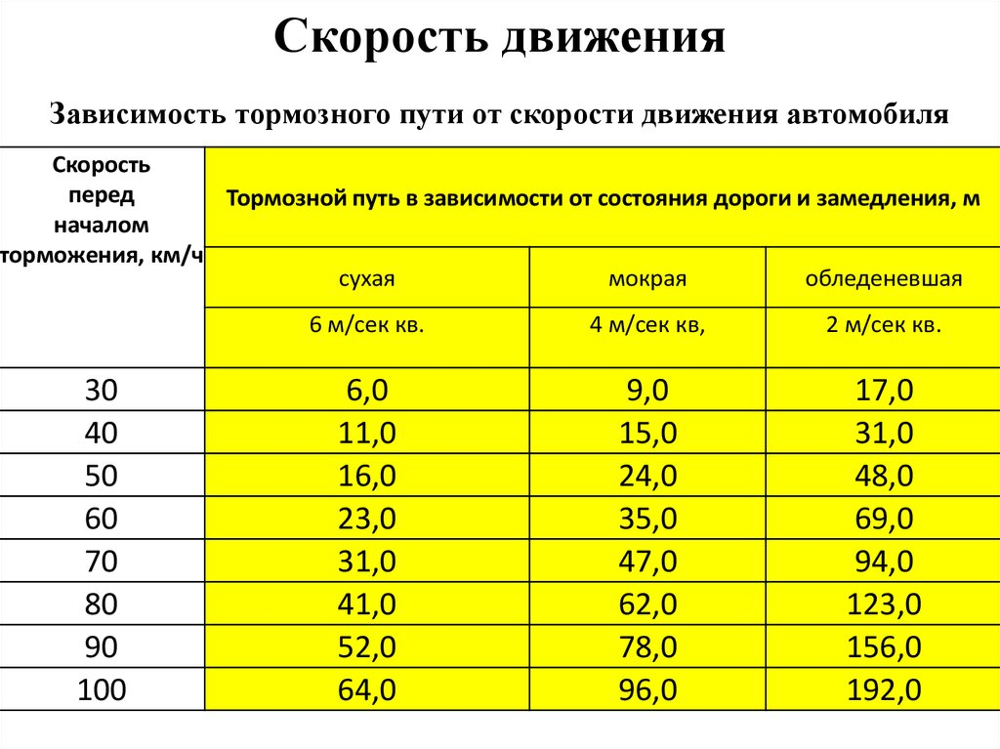 Скорость движения
Зависимость тормозного пути от скорости движения автомобиля
Скорость
перед
началом
торможения, км/ч
Тормозной путь в зависимости от состояния дороги и замедления, м
сухая мокрая обледеневшая
6 м/сек кв. 4 м/сек кв, 2 м/сек кв.
30 6,0 9,0 17,0
40 11,0 15,0 31,0
50 16,0 24,0 48,0
60 23,0 35,0 69,0
70 31,0 47,0 94,0
80 41,0 62,0 123,0
90 52,0 78,0 156,0
100 64,0 96,0 192,0